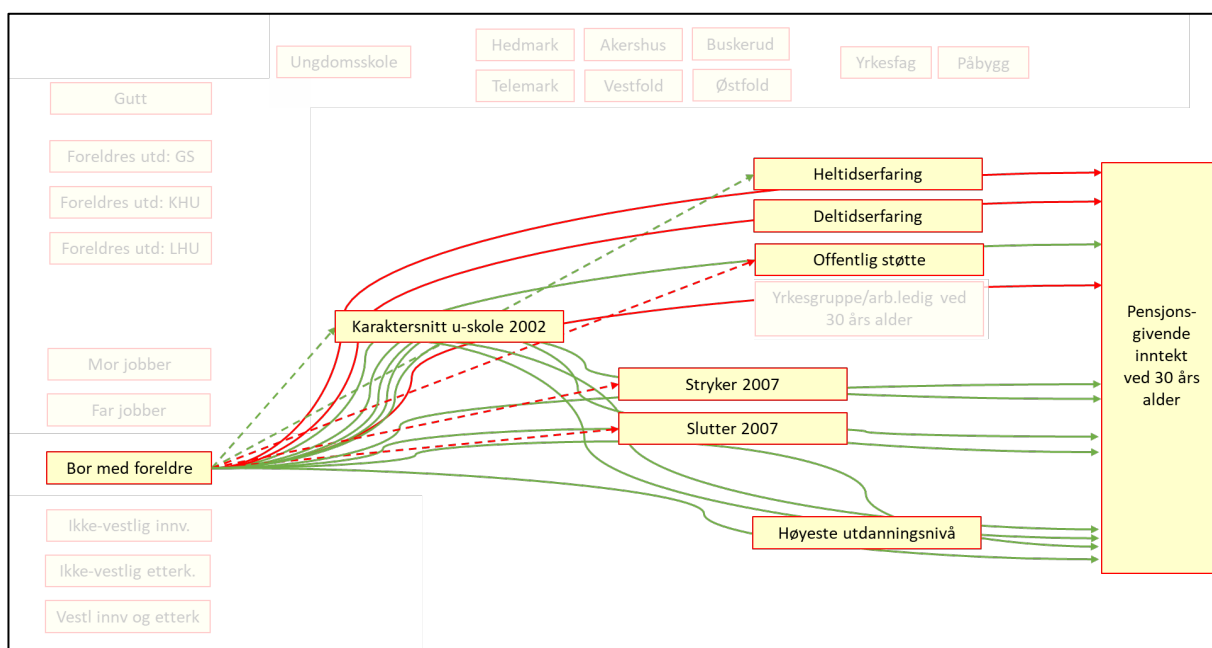 Ungdomsskole
Hedmark
Akershus
Buskerud
Telemark
Vestfold
Østfold
Yrkesfag
Påbygg
Gutt
Foreldres utd: GS
Foreldres utd: KHU
Foreldres utd: LHU
Mor jobber
Far jobber
Bor med foreldre
Ikke-vestlig innv.
Ikke-vestlig etterk.
Vestl innv og etterk
Karaktersnitt u-skole 2002
Heltidserfaring
Deltidserfaring
Offentlig støtte
Yrkesgruppe/arb.ledig ved
30 års alder
Stryker 2007
Slutter 2007
Høyeste utdanningsnivå
Pensjons-
givende
inntekt
ved 30 års
alder